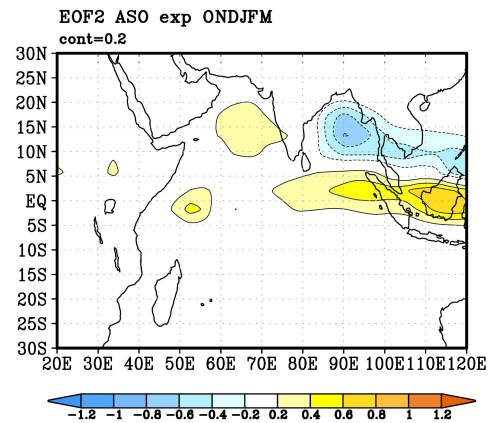 EOF2 ASO exp ONDJFM
cont=0.2
30N
25N
20N
15N
10N
5N
EQ
5S
10S
15S
20S
25S
30S
20E 30E 40E 50E 60E 70E 80E 90E 100E 110E 120E
-1.2 -1 -0.8 -0.6 -0.4 -0.2 0.2 0.4 0.6 0.8 1 1.2